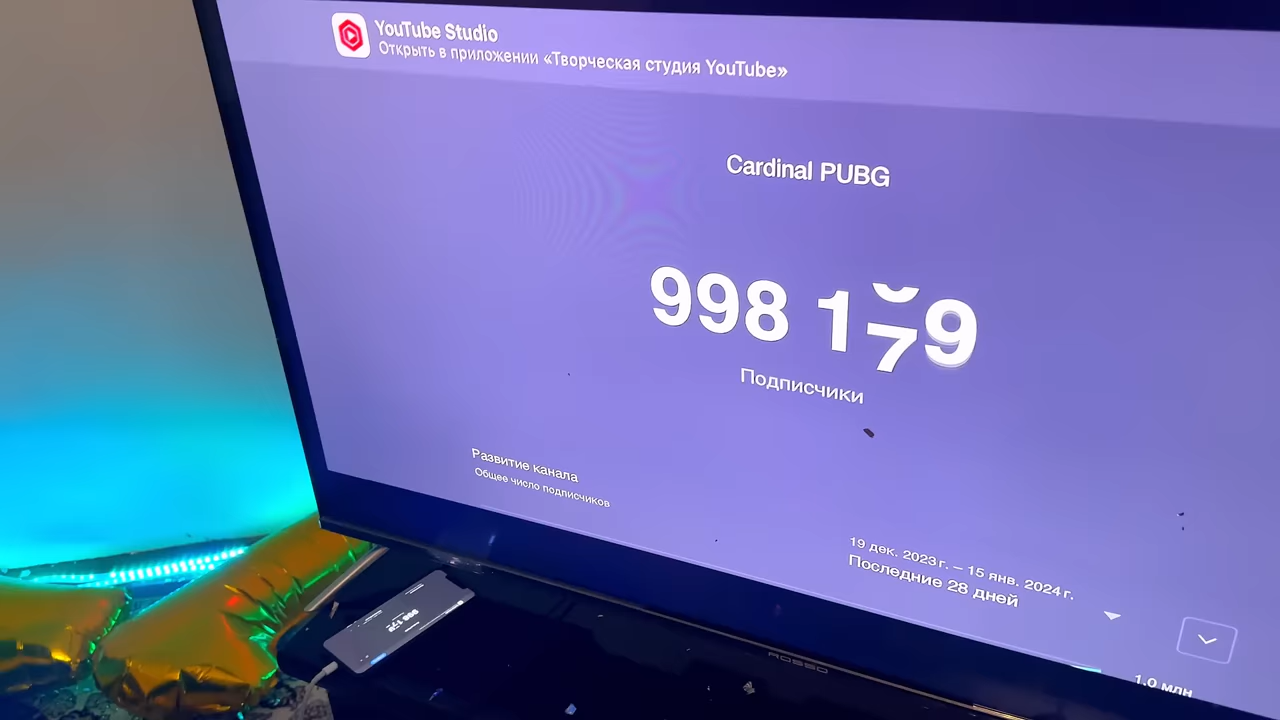 YouTube Studio
Открыть в приложении «Творческая студия YouTube»
Cardinal PUBG
998 179
Подписчики
Развитие канала
Общее число подписчиков
19 дек. 2023 г. – 15 янв. 2024 г.
Последние 28 дней
1,0 млн
ROSSO